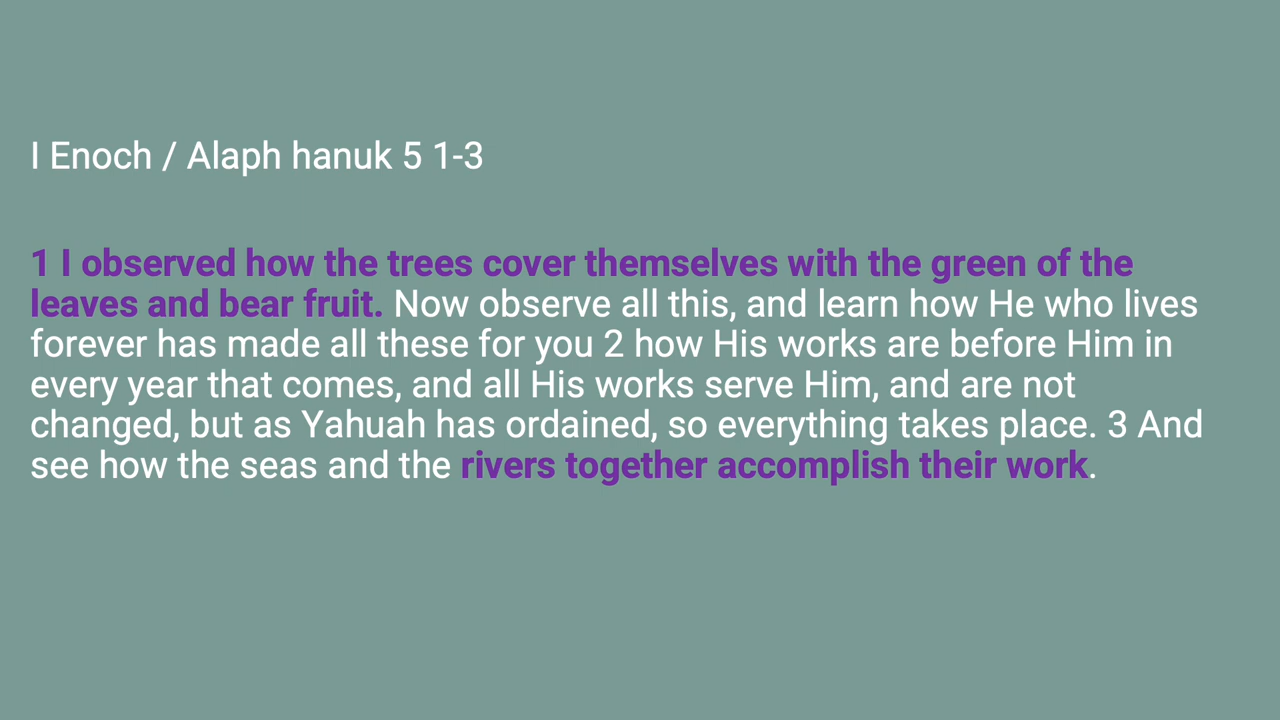 I Enoch / Alaph hanuk 5 1-3
1 I observed how the trees cover themselves with the green of the
leaves and bear fruit. Now observe all this, and learn how He who lives
forever has made all these for you 2 how His works are before Him in
every year that comes, and all His works serve Him, and are not
changed, but as Yahuah has ordained, so everything takes place. 3 And
see how the seas and the rivers together accomplish their work.